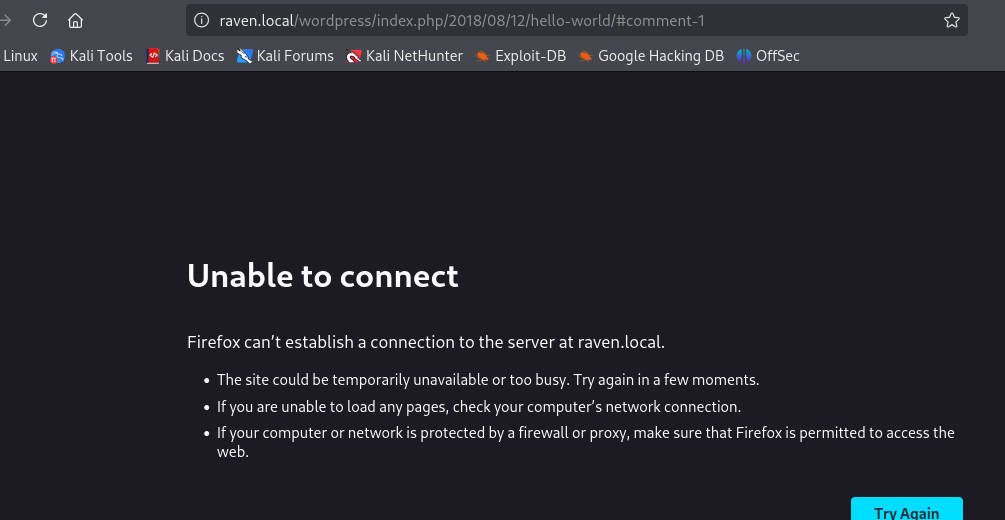 raven.local/wordpress/index.php/2018/08/12/hello-world/#comment-1
Linux Kali Tools Kali Docs Kali Forums Kali NetHunter Exploit-DB Google Hacking DB OffSec
Unable to connect
Firefox can’t establish a connection to the server at raven.local.
• The site could be temporarily unavailable or too busy. Try again in a few moments.
• If you are unable to load any pages, check your computer’s network connection.
• If your computer or network is protected by a firewall or proxy, make sure that Firefox is permitted to access the
web.
Try Again